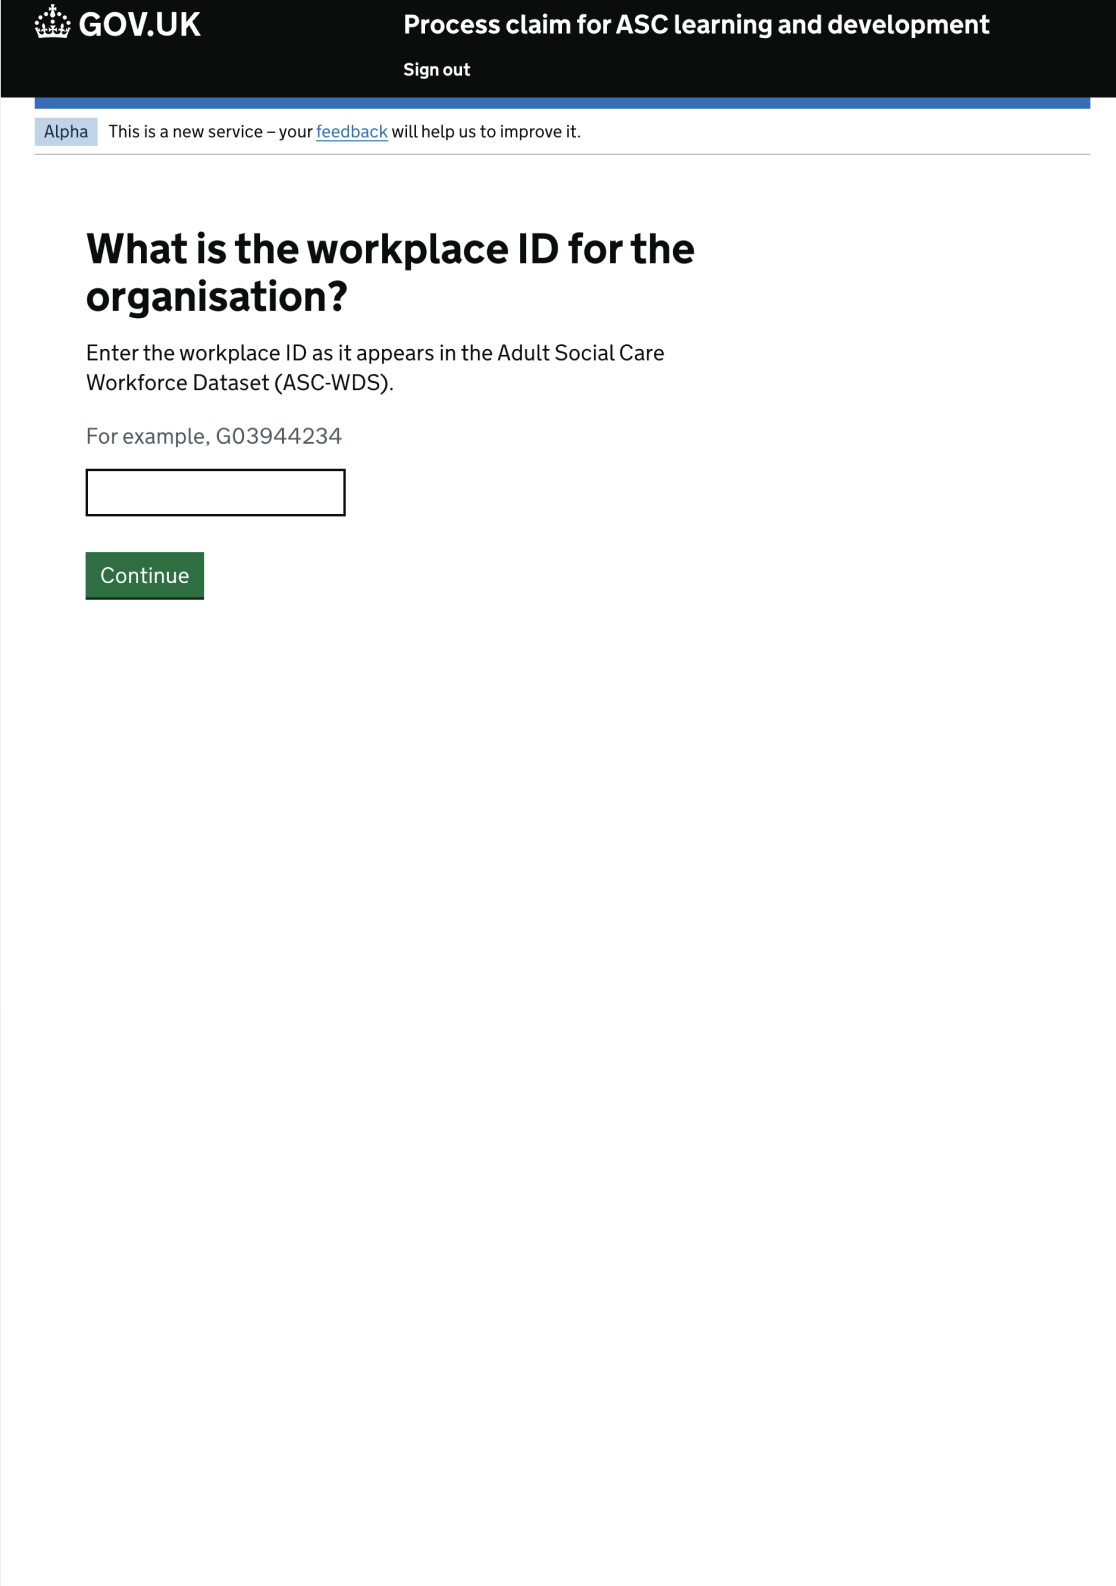 GOV.UK
Process claim for ASC learning and development
Sign out
Alpha
This is a new service – your feedback will help us to improve it.
What is the workplace ID for the
organisation?
Enter the workplace ID as it appears in the Adult Social Care
Workforce Dataset (ASC-WDS).
For example, G03944234
Continue